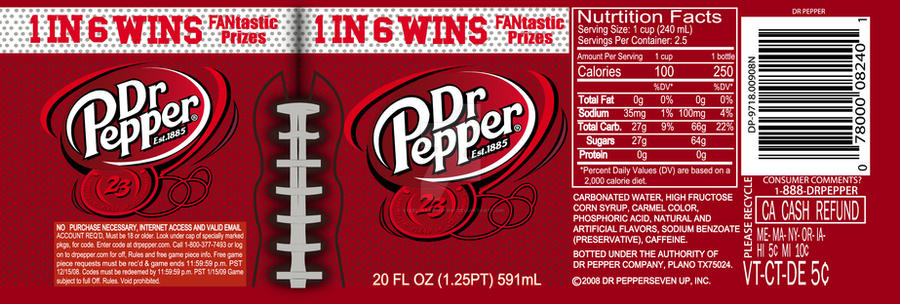 1 IN 6 WINS FANtastic Prizes
1 IN 6 WINS FANtastic Prizes
Dr
Pepper®
Est.1885
23
NO PURCHASE NECESSARY, INTERNET ACCESS AND VALID EMAIL
ACCOUNT REQ'D, Must be 18 or older. Look under cap of specially marked
pkgs, for code. Enter code at drpepper.com. Call 1-800-377-7493 or log
on to drpepper.com for off, Rules and free game piece info. Free game
piece requests must be rec'd & game ends 11:59:59 p.m. PST
12/15/08. Codes must be redeemed by 11:59:59 p.m. PST 1/15/09 Game
subject to full Off. Rules. Void prohibited.
Dr
Pepper®
Est.1885
23
20 FL OZ (1.25PT) 591mL
Nutrtition Facts
Serving Size: 1 cup (240 mL)
Servings Per Container: 2.5
Amount Per Serving 1 cup 1 bottle
Calories 100 250
%DV* %DV*
Total Fat 0g 0% 0g 0%
Sodium 35mg 1% 100mg 4%
Total Carb. 27g 9% 66g 22%
Sugars 27g 64g
Protein 0g 0g
*Percent Daily Values (DV) are based on a
2,000 calorie diet.
CARBONATED WATER, HIGH FRUCTOSE
CORN SYRUP, CARMEL COLOR,
PHOSPHORIC ACID, NATURAL AND
ARTIFICIAL FLAVORS, SODIUM BENZOATE
(PRESERVATIVE), CAFFEINE.
BOTTED UNDER THE AUTHORITY OF
DR PEPPER COMPANY, PLANO TX75024.
©2008 DR PEPPERSEVEN UP, INC.
DR PEPPER
DP-9718.00908N
0 78000 08240 1
CONSUMER COMMENTS?
1-888-DRPEPPER
PLEASE RECYCLE
CA CASH REFUND
ME- MA- NY-OR- IA-
HI 5¢ MI 10¢
VT-CT-DE 5¢